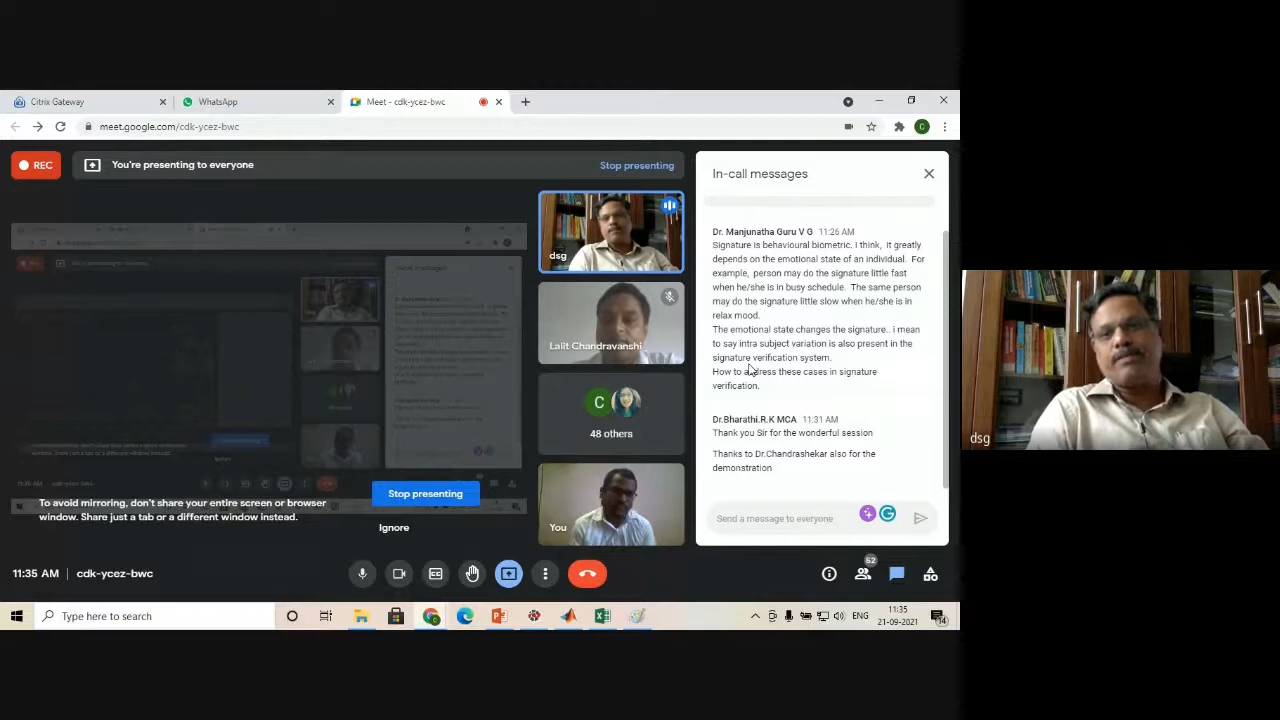 Citrix Gateway
WhatsApp
Meet - cdk-ycez-bwc
meet.google.com/cdk-ycez-bwc
C
REC
You're presenting to everyone
Stop presenting
In-call messages
dsg
Lalit Chandravanshi
C
48 others
You
To avoid mirroring, don't share your entire screen or browser
window. Share just a tab or a different window instead.
Stop presenting
Ignore
Dr. Manjunatha Guru V G 11:26 AM
Signature is behavioural biometric. I think, it greatly
depends on the emotional state of an individual. For
example, person may do the signature little fast
when he/she is in busy schedule. The same person
may do the signature little slow when he/she is in
relax mood.
The emotional state changes the signature.. i mean
to say intra subject variation is also present in the
signature verification system.
How to address these cases in signature
verification.
Dr.Bharathi.R.K MCA 11:31 AM
Thank you Sir for the wonderful session
Thanks to Dr.Chandrashekar also for the
demonstration
Send a message to everyone
11:35 AM | cdk-ycez-bwc
52
Type here to search
ENG
11:35
21-09-2021
14
dsg